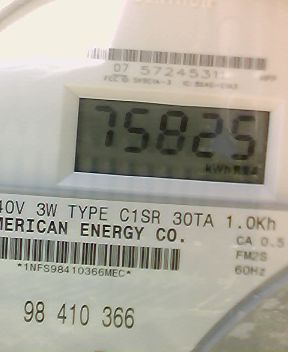 07 5724531
75825
kWh
40V 3W TYPE C1SR 30TA 1.0Kh
MERICAN ENERGY CO.
CA 0.5
FM2S
*1NFS98410366MEC*
60Hz
98 410 366